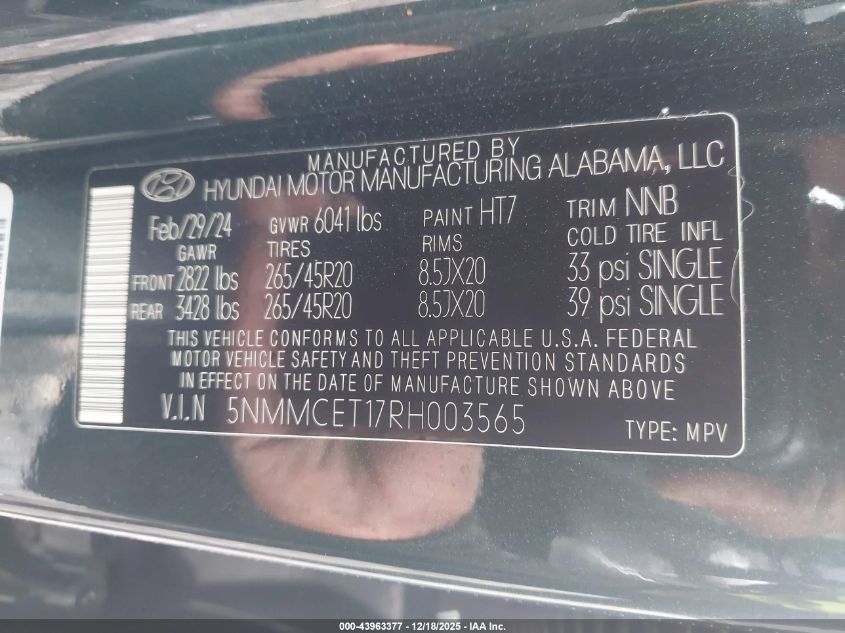 MANUFACTURED BY
HYUNDAI MOTOR MANUFACTURING ALABAMA, LLC
Feb/29/24 GVWR 6041 lbs PAINT HT7 TRIM NNB
GAWR TIRES RIMS COLD TIRE INFL
FRONT 2822 lbs 265/45R20 8.5JX20 33 psi SINGLE
REAR 3428 lbs 265/45R20 8.5JX20 39 psi SINGLE
THIS VEHICLE CONFORMS TO ALL APPLICABLE U.S.A. FEDERAL
MOTOR VEHICLE SAFETY AND THEFT PREVENTION STANDARDS
IN EFFECT ON THE DATE OF MANUFACTURE SHOWN ABOVE
V.I.N 5NMMCET17RH003565
TYPE: MPV
000-43963377 - 12/18/2025 - IAA Inc.